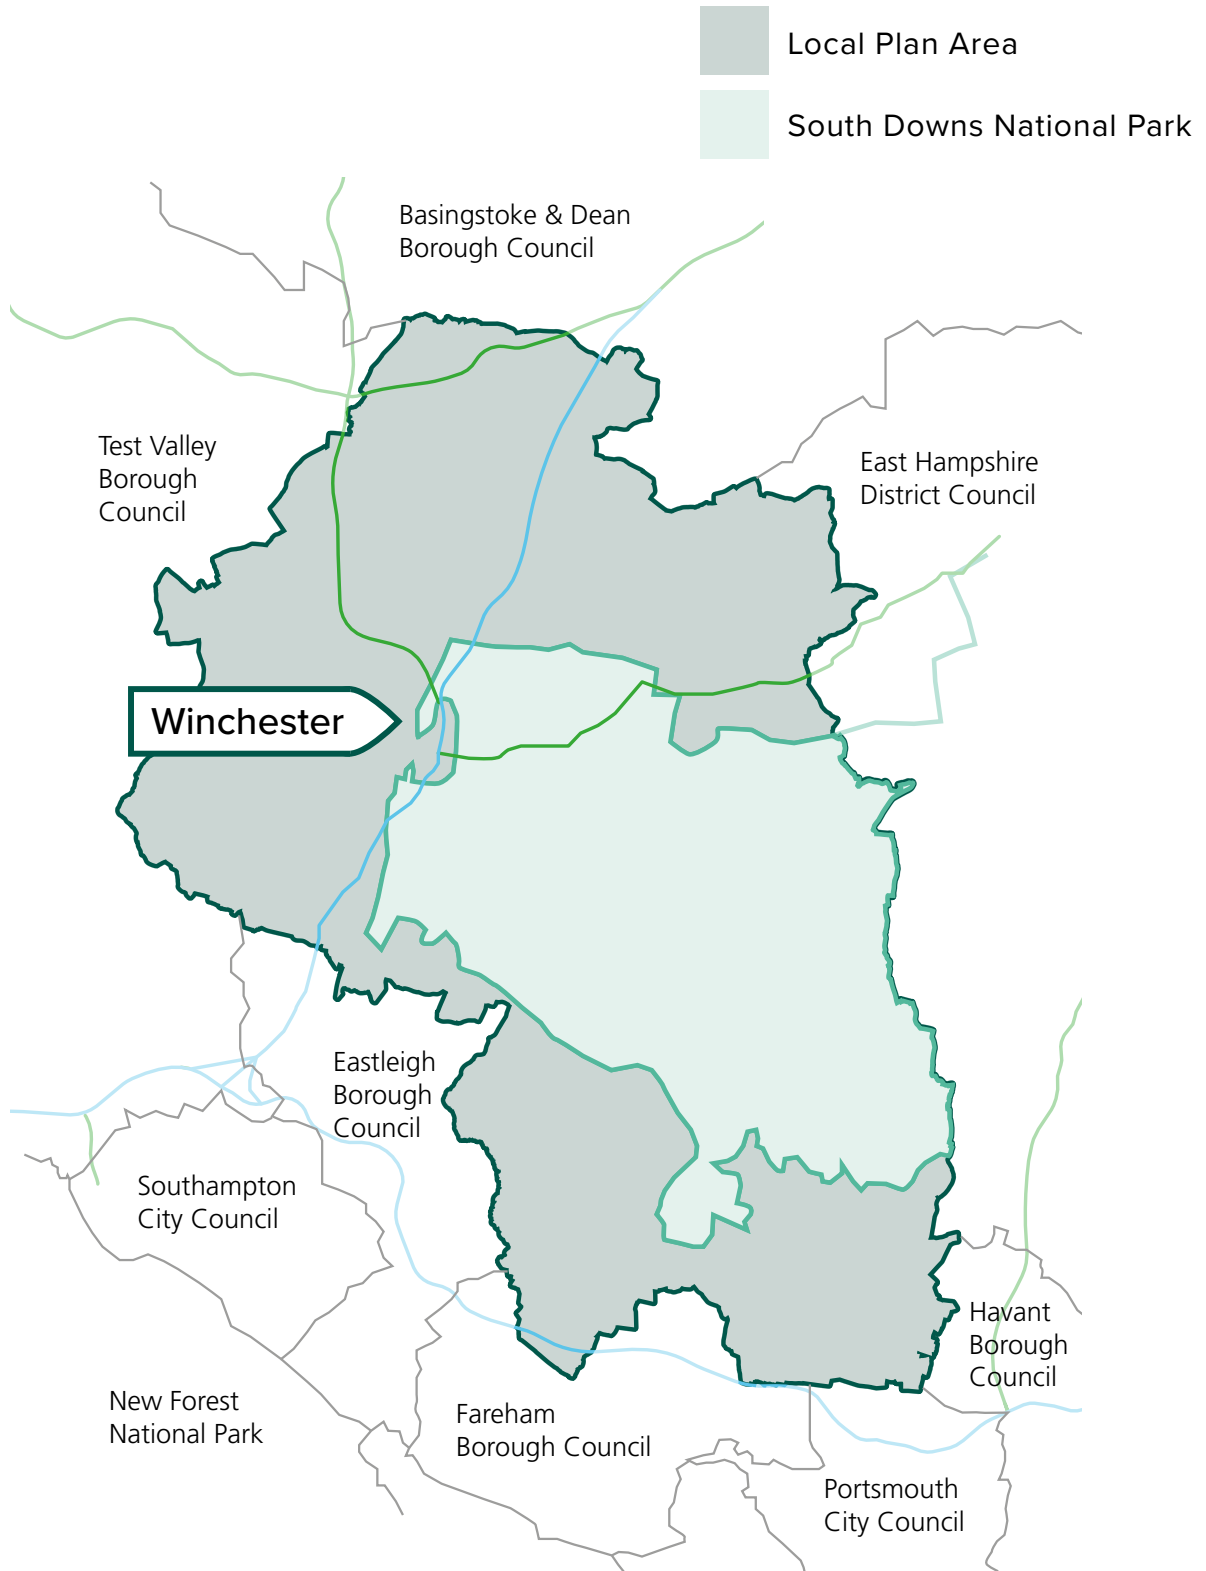 Local Plan Area
South Downs National Park
Basingstoke & Dean
Borough Council
Test Valley
Borough
Council
East Hampshire
District Council
Winchester
Eastleigh
Borough
Council
Southampton
City Council
Havant
Borough
Council
New Forest
National Park
Fareham
Borough Council
Portsmouth
City Council